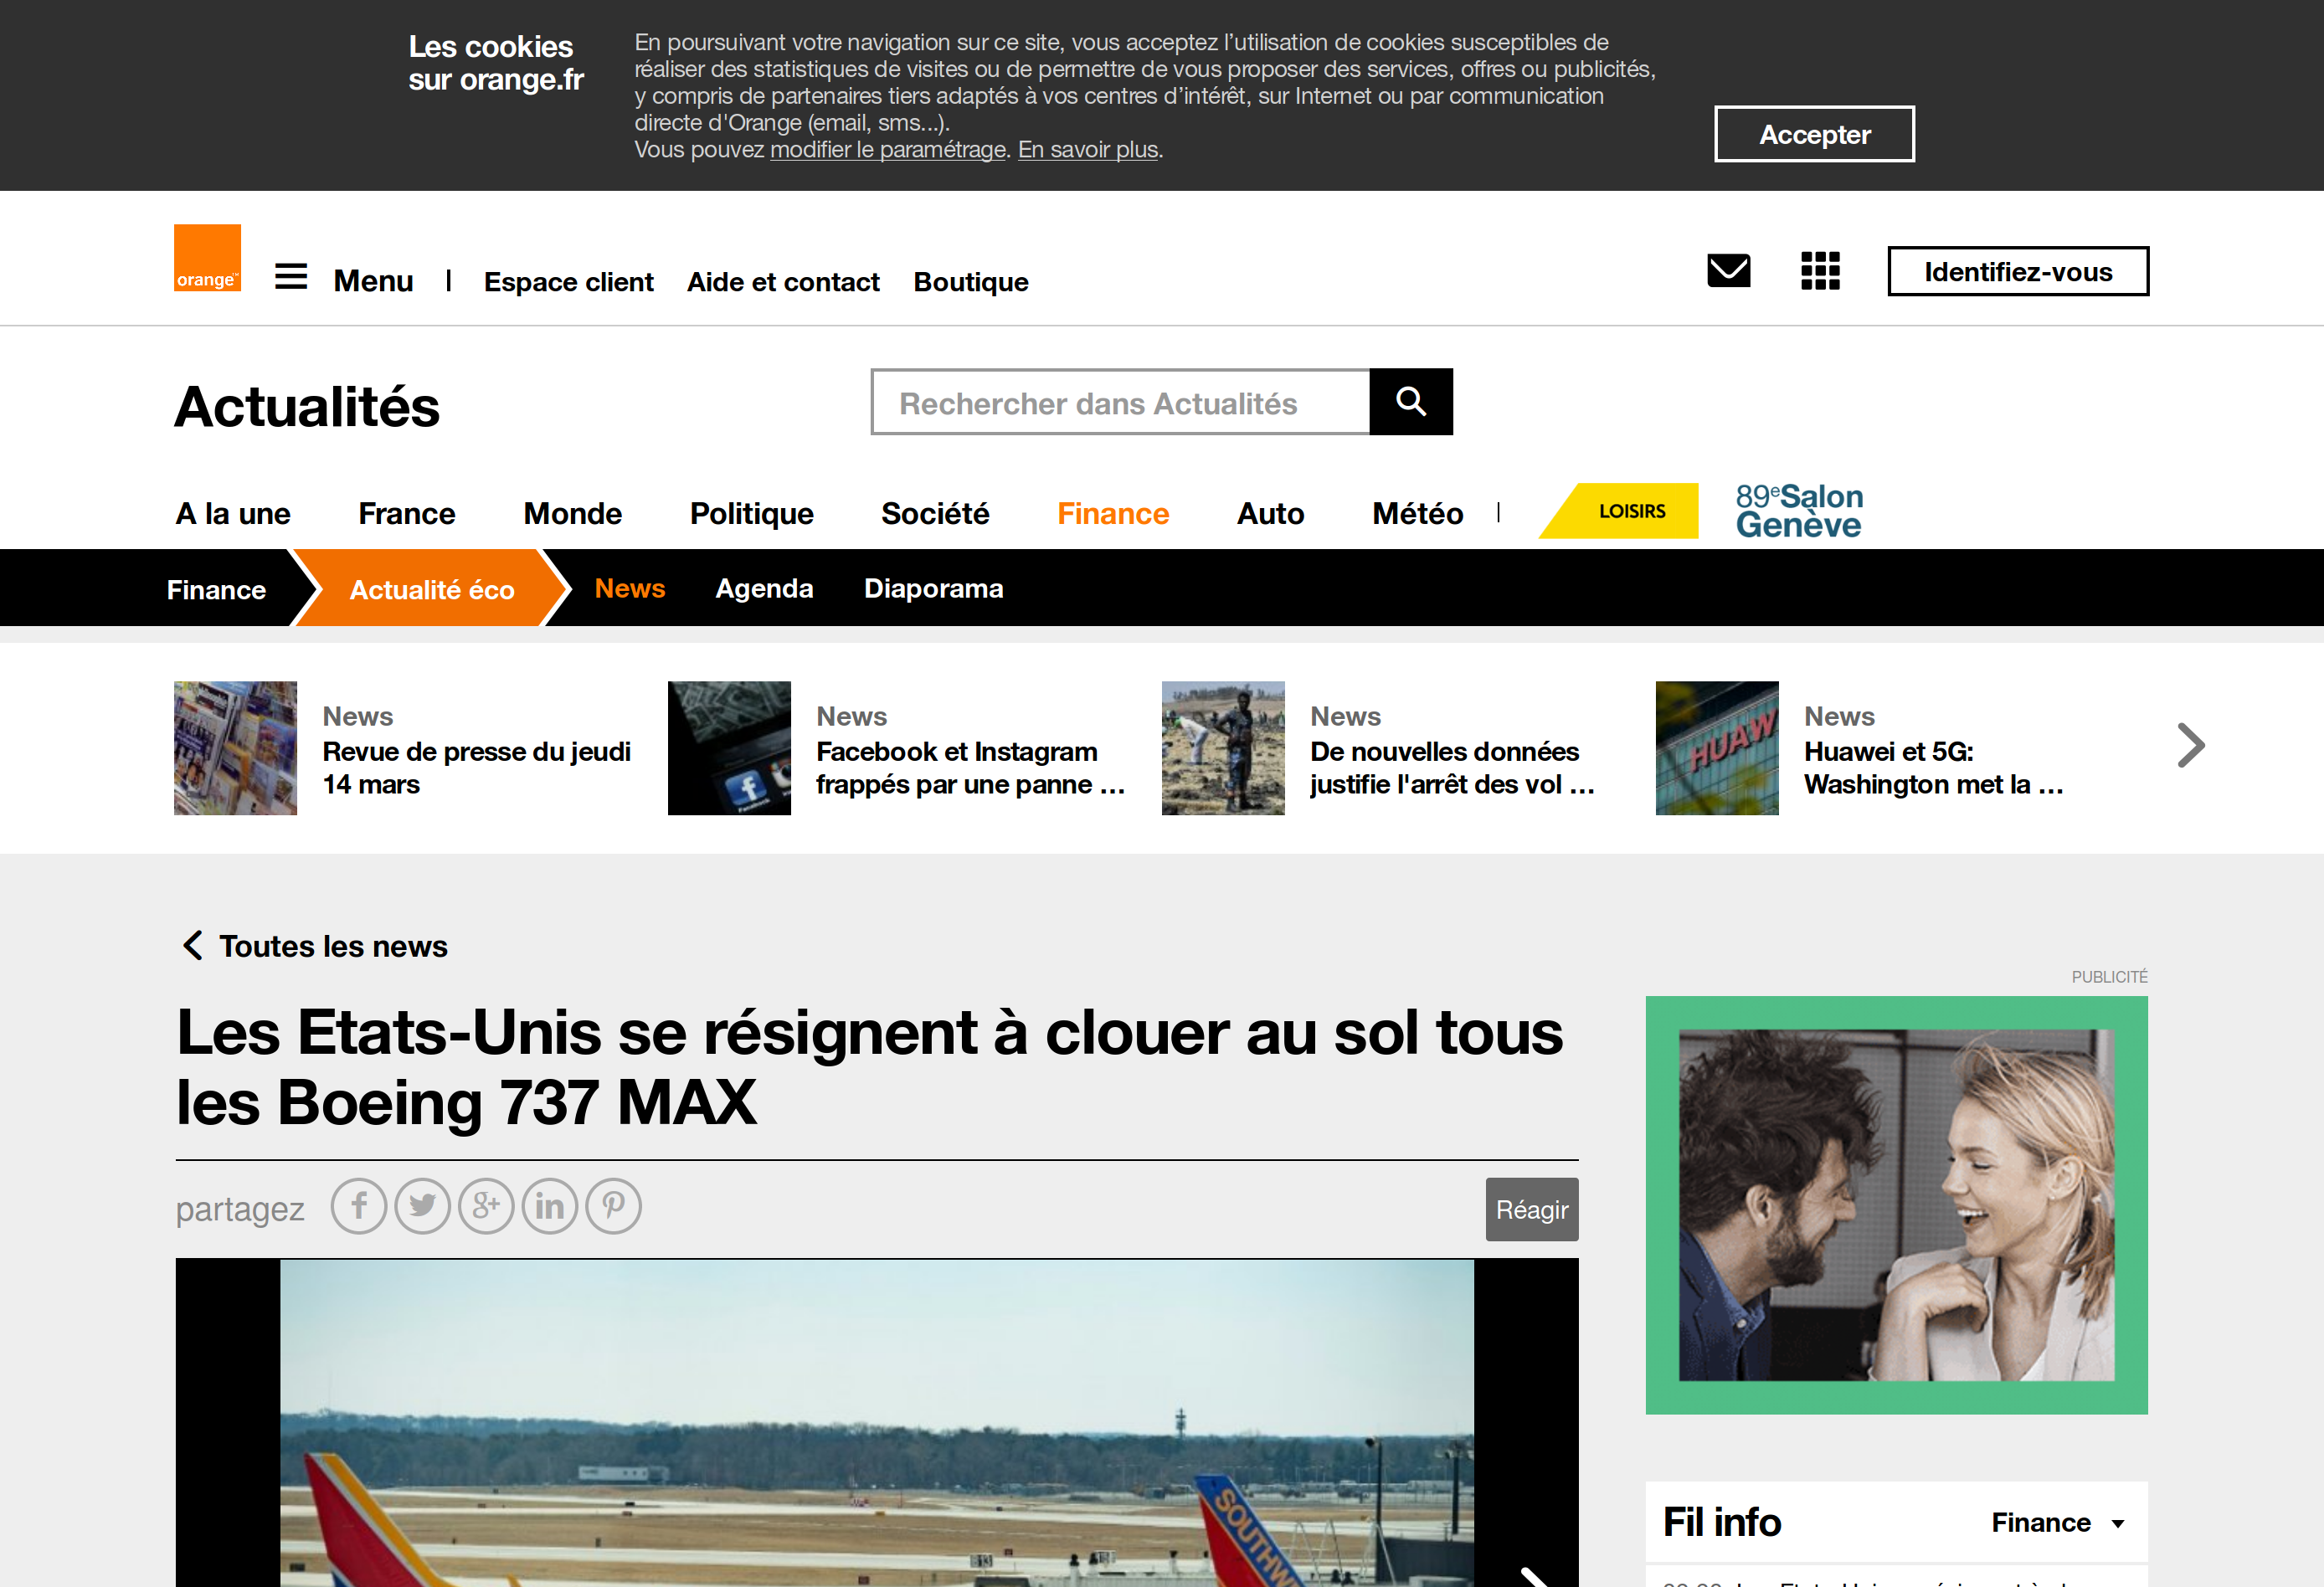 Les cookies
sur orange.fr
En poursuivant votre navigation sur ce site, vous acceptez l’utilisation de cookies susceptibles de
réaliser des statistiques de visites ou de permettre de vous proposer des services, offres ou publicités,
y compris de partenaires tiers adaptés à vos centres d’intérêt, sur Internet ou par communication
directe d'Orange (email, sms...).
Vous pouvez modifier le paramétrage. En savoir plus.
Accepter
orange™
Menu | Espace client Aide et contact Boutique
Identifiez-vous
Actualités
Rechercher dans Actualités
A la une France Monde Politique Société Finance Auto Météo | LOISIRS
89e Salon
Genève
Finance Actualité éco News Agenda Diaporama
News
Revue de presse du jeudi
14 mars
News
Facebook et Instagram
frappés par une panne ...
News
De nouvelles données
justifie l'arrêt des vol ...
HUAW
News
Huawei et 5G:
Washington met la ...
Toutes les news
PUBLICITÉ
Les Etats-Unis se résignent à clouer au sol tous
les Boeing 737 MAX
partagez
Réagir
SOUTHW
B13
Fil info
Finance